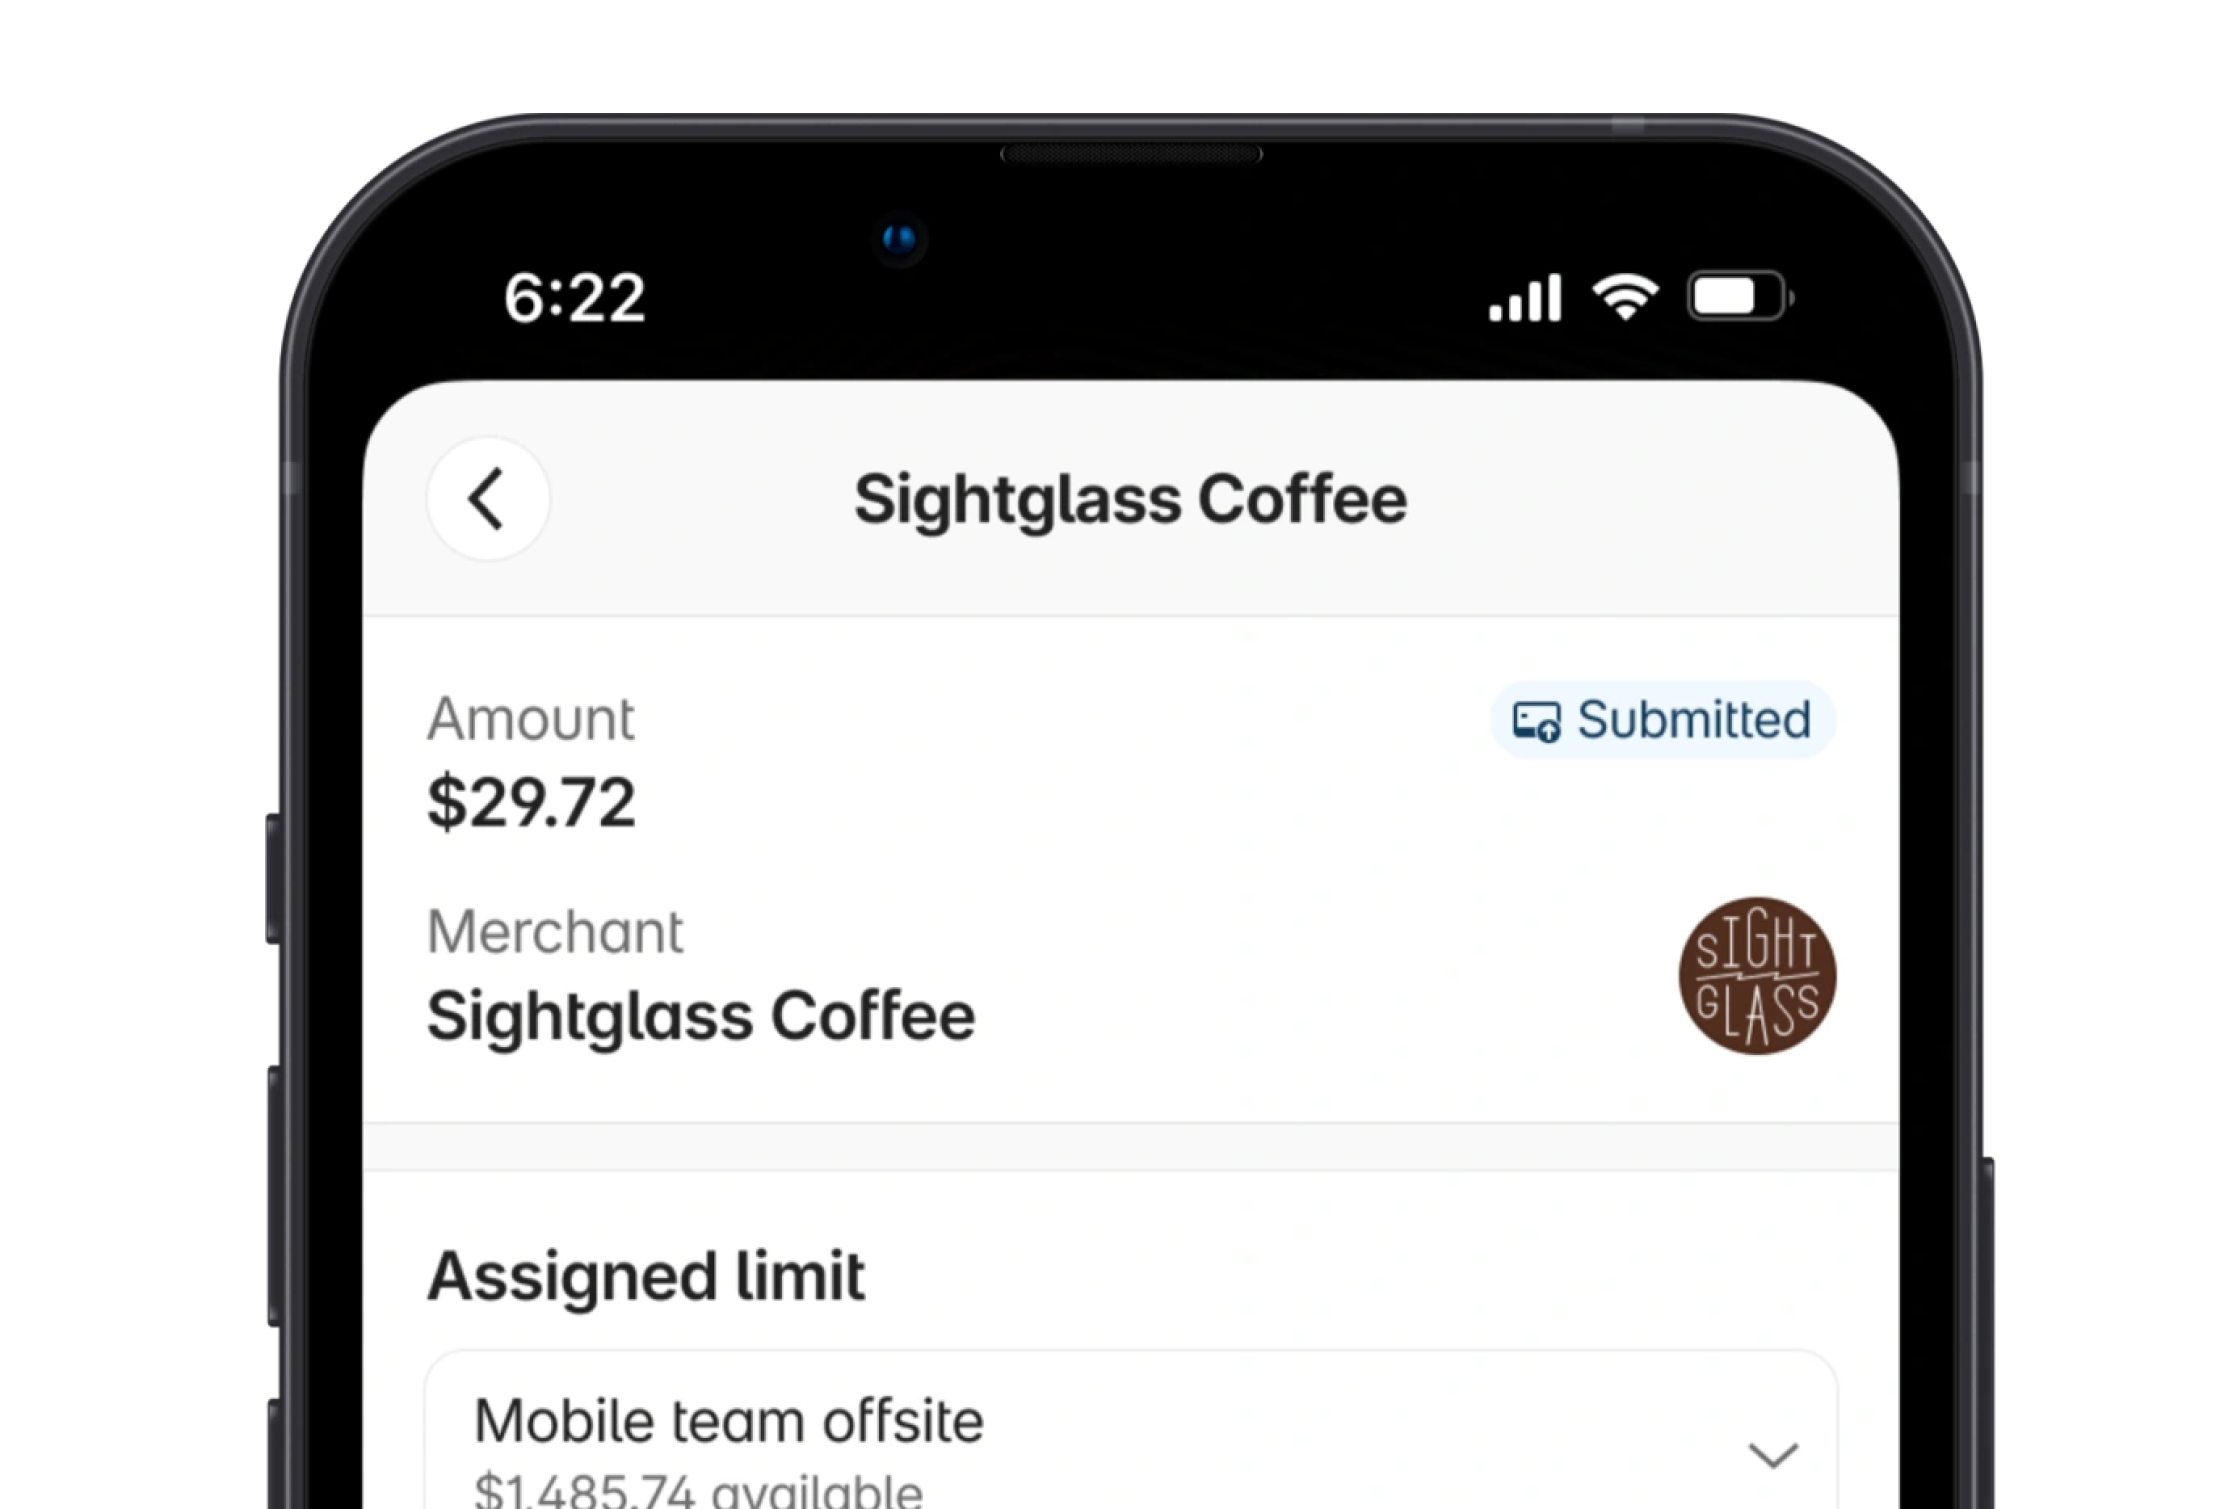 6:22
Sightglass Coffee
Amount
Submitted
$29.72
Merchant
Sightglass Coffee
SIGHT
GLASS
Assigned limit
Mobile team offsite
$1,485.74 available